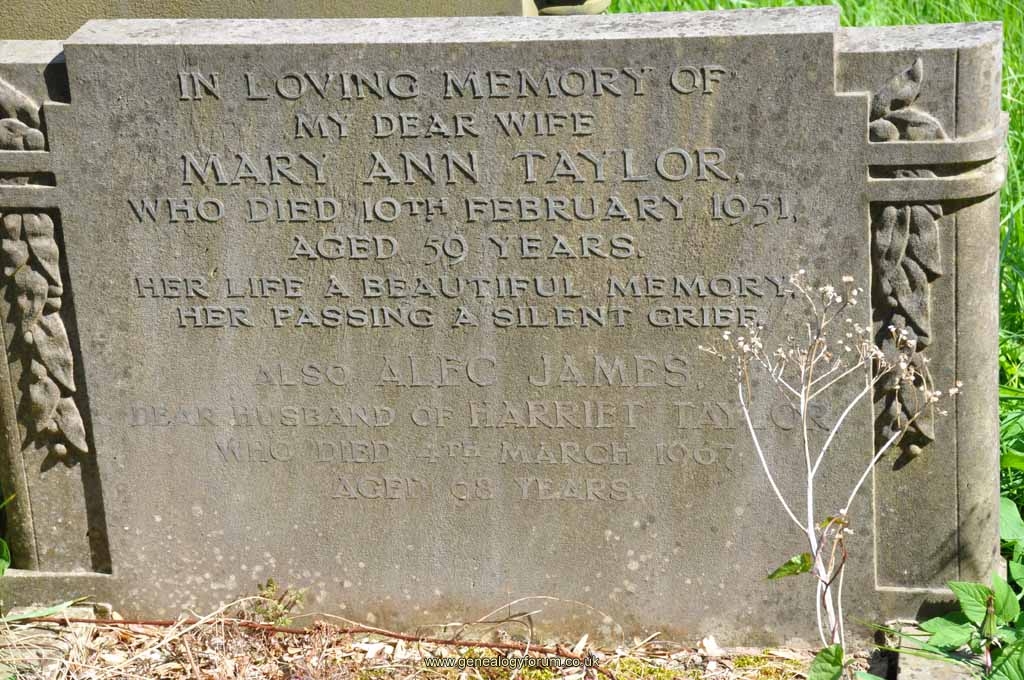 IN LOVING MEMORY OF
MY DEAR WIFE
MARY ANN TAYLOR,
WHO DIED 10TH FEBRUARY 1951,
AGED 59 YEARS.
HER LIFE A BEAUTIFUL MEMORY,
HER PASSING A SILENT GRIEF.
ALSO ALEC JAMES,
DEAR HUSBAND OF HARRIET TAYLOR
WHO DIED 4TH MARCH 1967
AGED 68 YEARS.
www.genealogyforum.co.uk